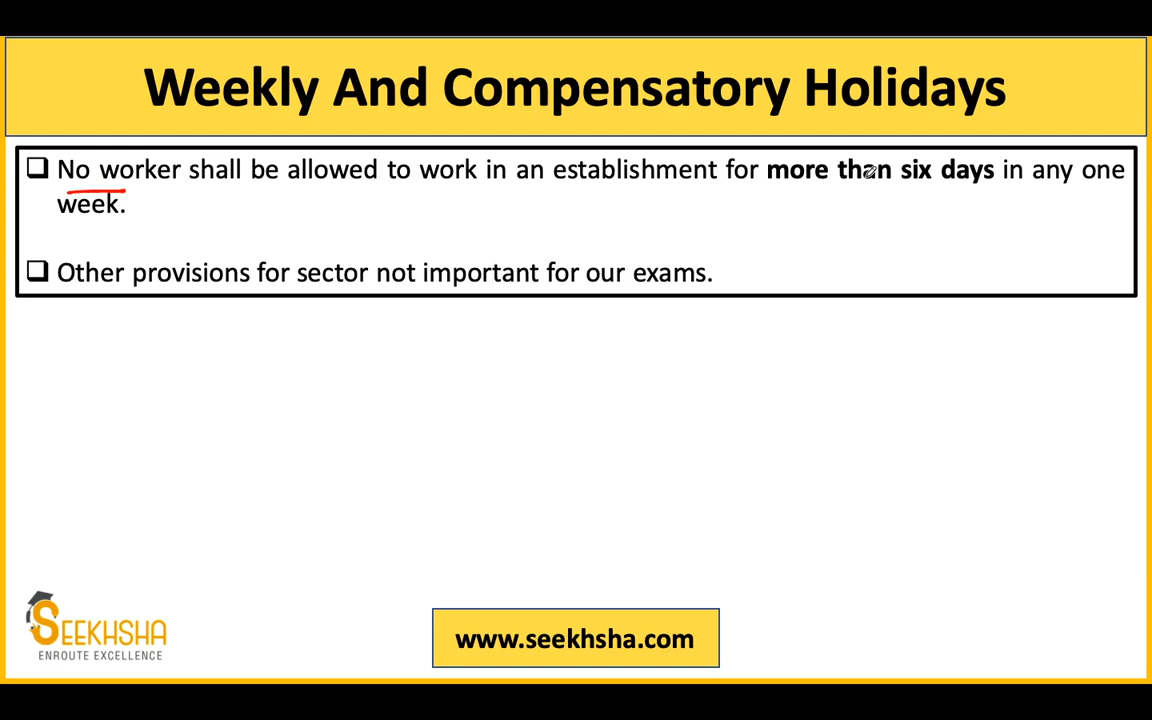 Weekly And Compensatory Holidays
No worker shall be allowed to work in an establishment for more than six days in any one
week.
Other provisions for sector not important for our exams.
SEEKHSHA
ENROUTE EXCELLENCE
www.seekhsha.com